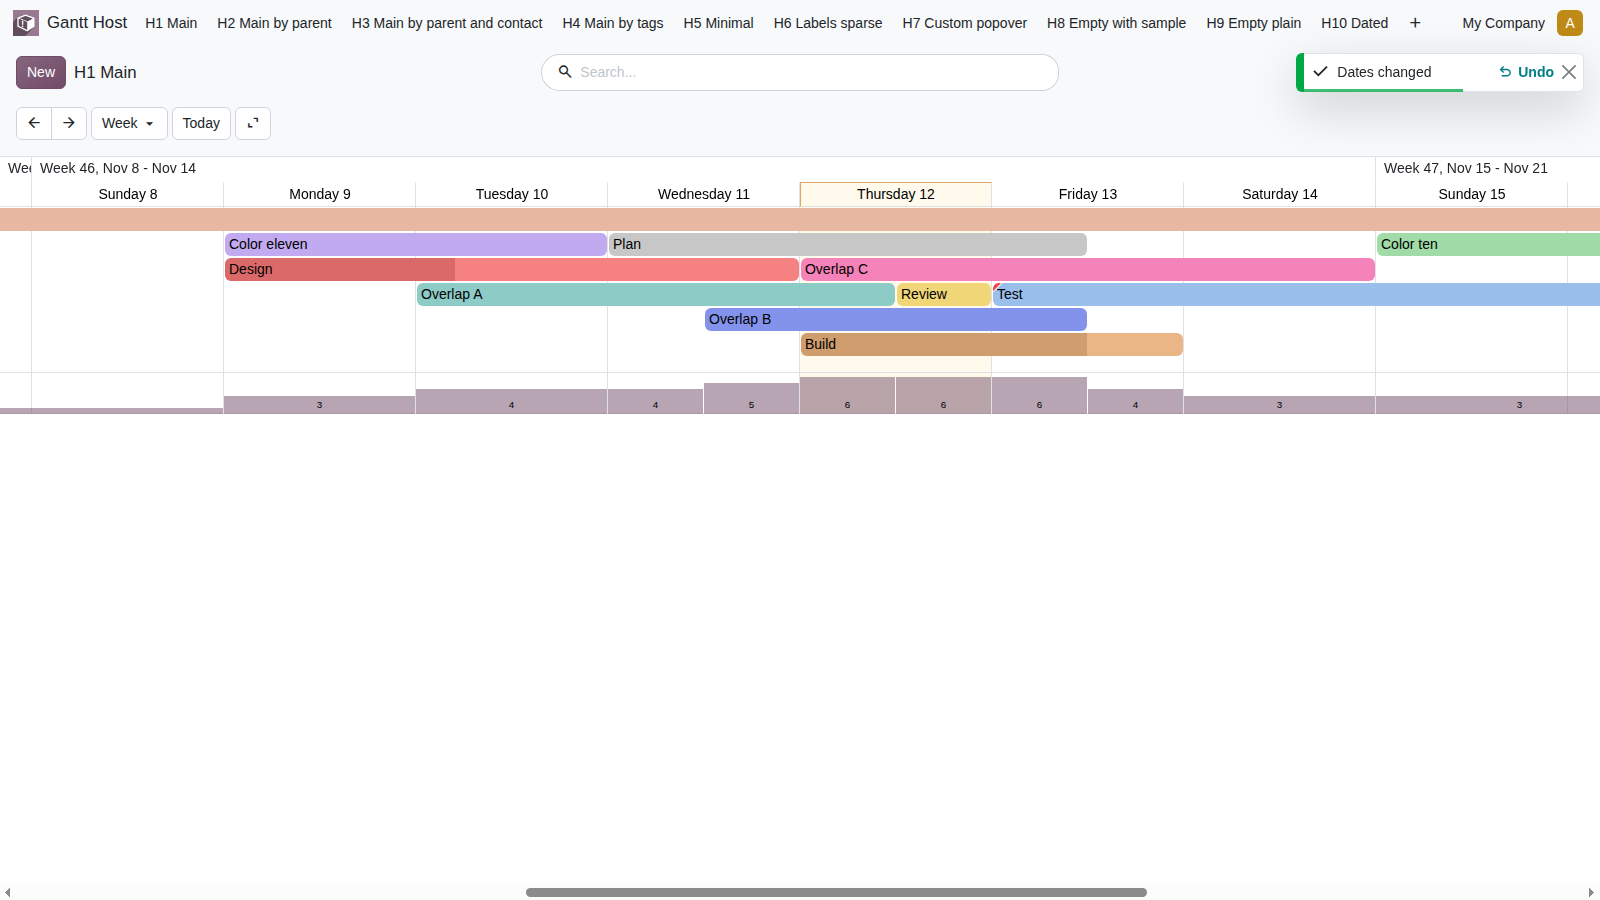 Gantt Host H1 Main H2 Main by parent H3 Main by parent and contact H4 Main by tags H5 Minimal H6 Labels sparse H7 Custom popover H8 Empty with sample H9 Empty plain H10 Dated + My Company A
New H1 Main Search... Dates changed Undo
Week Today
Week 46, Nov 8 - Nov 14 Week 47, Nov 15 - Nov 21
Sunday 8 Monday 9 Tuesday 10 Wednesday 11 Thursday 12 Friday 13 Saturday 14 Sunday 15
Color eleven Plan Color ten
Design Overlap C
Overlap A Review Test
Overlap B
Build
3 4 4 5 6 6 6 4 3 3